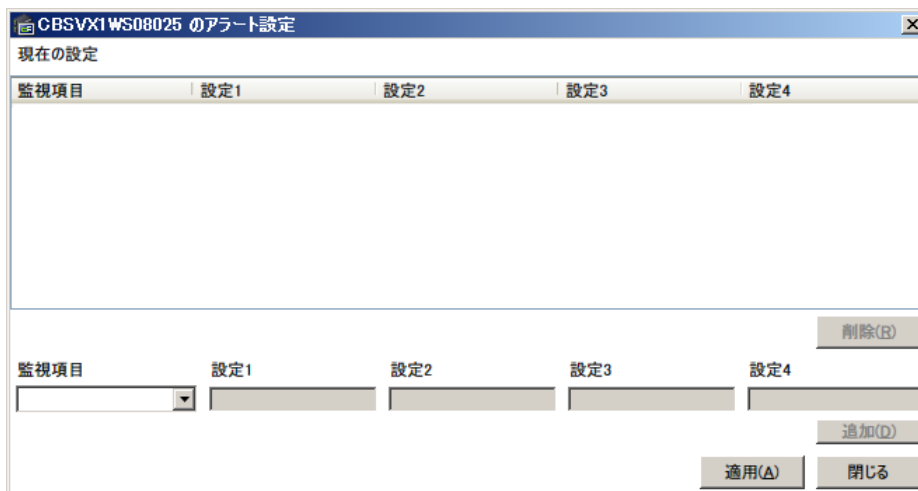 CBSVX1WS08025 のアラート設定
現在の設定
監視項目 設定1 設定2 設定3 設定4
削除(R)
監視項目 設定1 設定2 設定3 設定4
追加(D)
適用(A) 閉じる